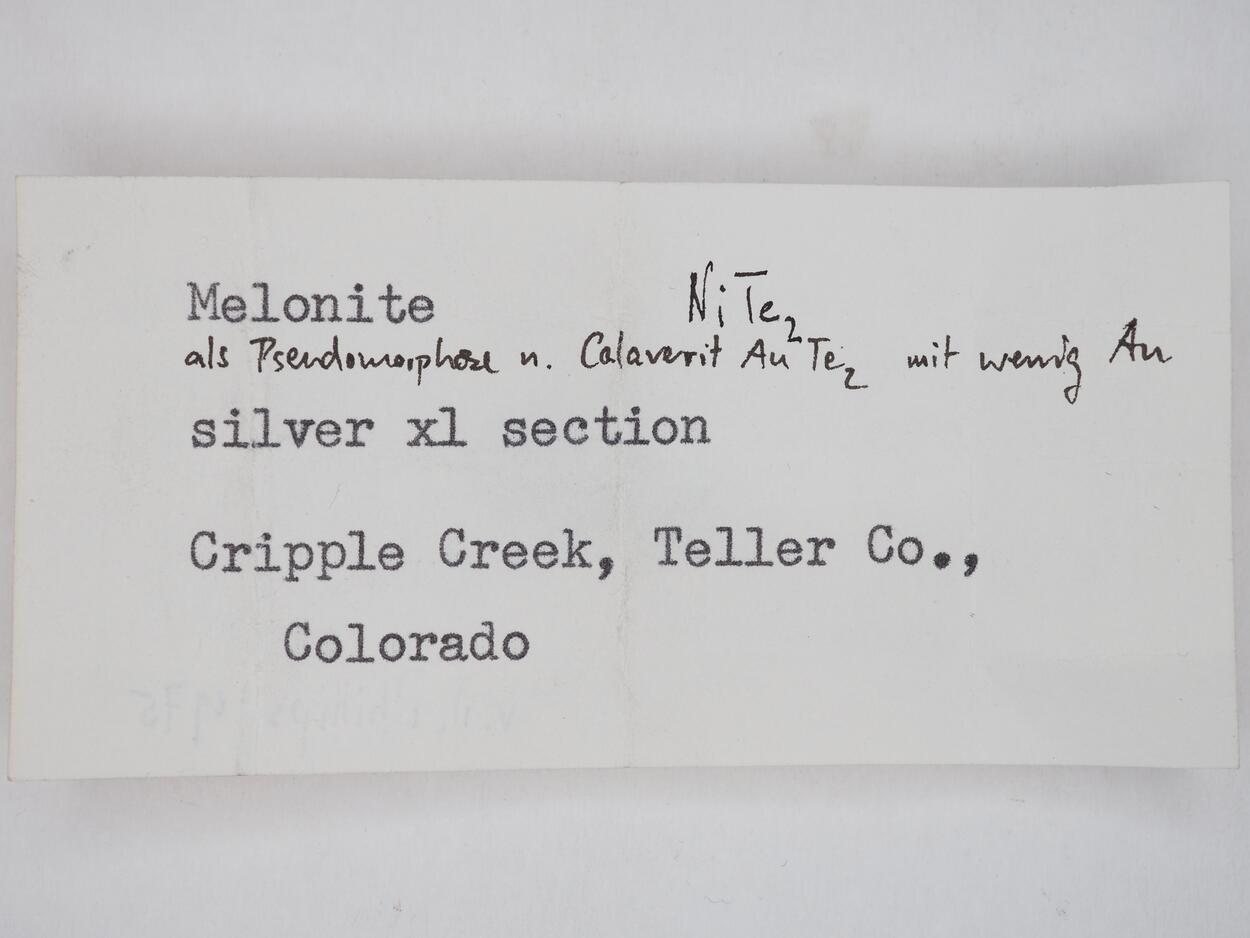 Melonite NiTe₂
als Pseudomorphose n. Calaverit AuTe₂ mit wenig Au
silver xl section
Cripple Creek, Teller Co.,
Colorado